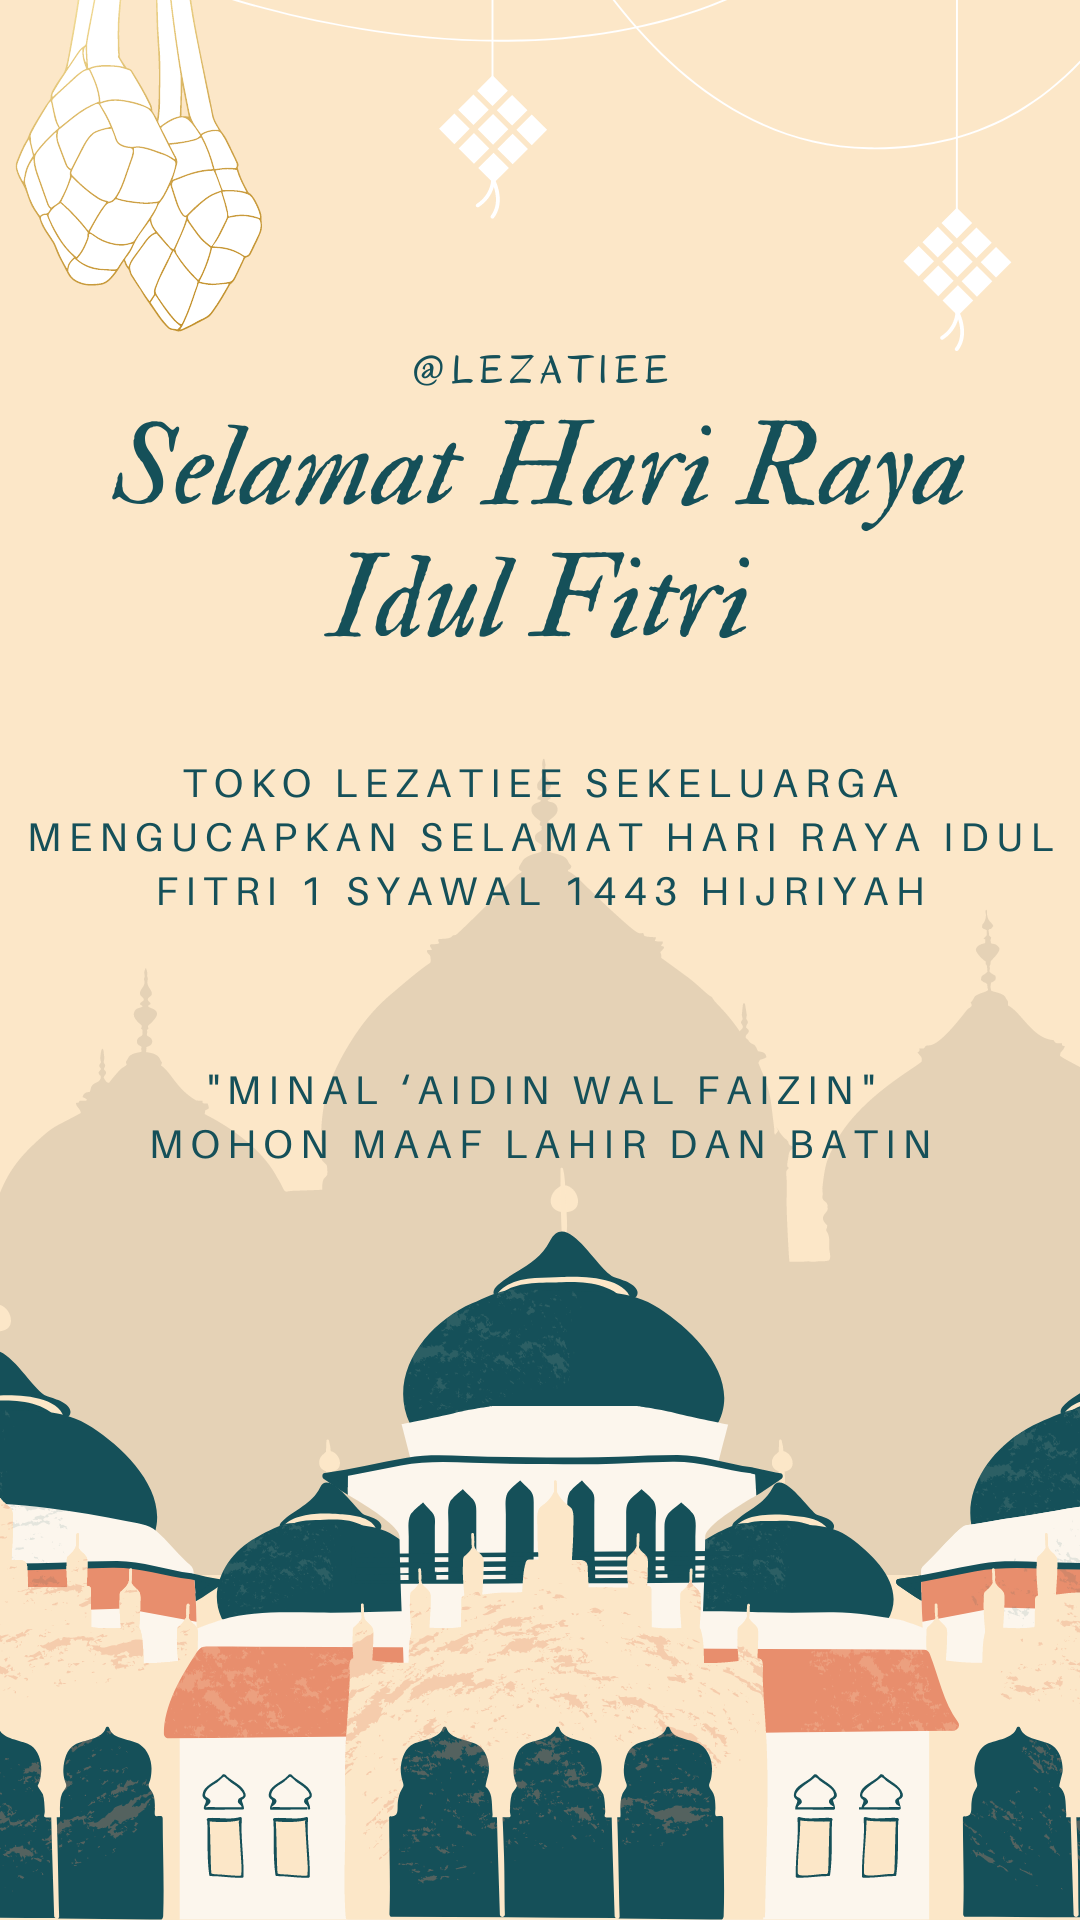 @LEZATIEE
Selamat Hari Raya
Idul Fitri
TOKO LEZATIEE SEKELUARGA
MENGUCAPKAN SELAMAT HARI RAYA IDUL
FITRI 1 SYAWAL 1443 HIJRIYAH
"MINAL ‘AIDIN WAL FAIZIN"
MOHON MAAF LAHIR DAN BATIN